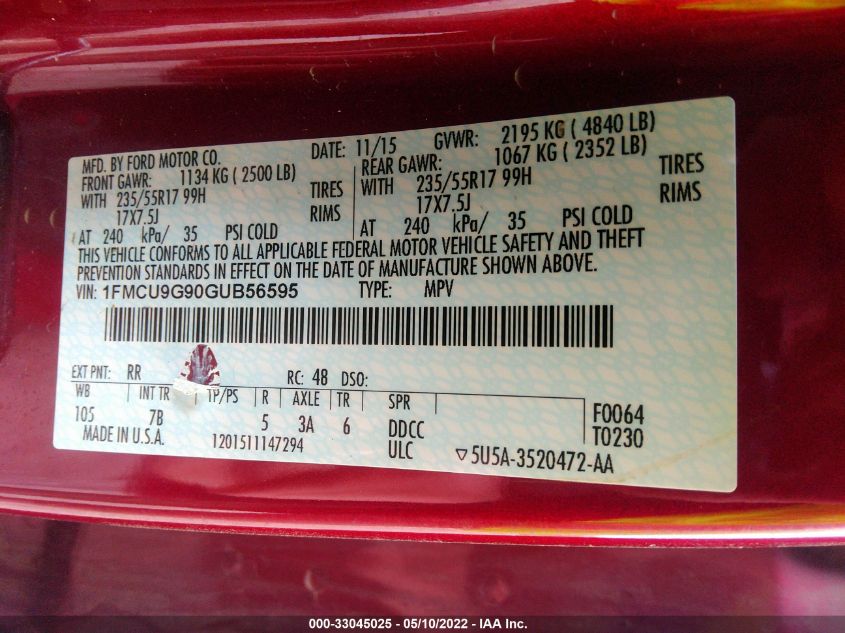 MFD. BY FORD MOTOR CO. DATE: 11/15 GVWR: 2195 KG ( 4840 LB)
FRONT GAWR: 1134 KG ( 2500 LB) REAR GAWR: 1067 KG ( 2352 LB)
WITH 235/55R17 99H TIRES WITH 235/55R17 99H TIRES
17X7.5J RIMS 17X7.5J RIMS
AT 240 kPa/ 35 PSI COLD AT 240 kPa/ 35 PSI COLD
THIS VEHICLE CONFORMS TO ALL APPLICABLE FEDERAL MOTOR VEHICLE SAFETY AND THEFT
PREVENTION STANDARDS IN EFFECT ON THE DATE OF MANUFACTURE SHOWN ABOVE.
VIN: 1FMCU9G90GUB56595 TYPE: MPV
EXT PNT: RR RC: 48 DSO:
WB INT TR TP/PS R AXLE TR SPR
105 7B 5 3A 6 DDCC F0064
MADE IN U.S.A. 1201511147294 ULC T0230
▽5U5A-3520472-AA
000-33045025 - 05/10/2022 - IAA Inc.